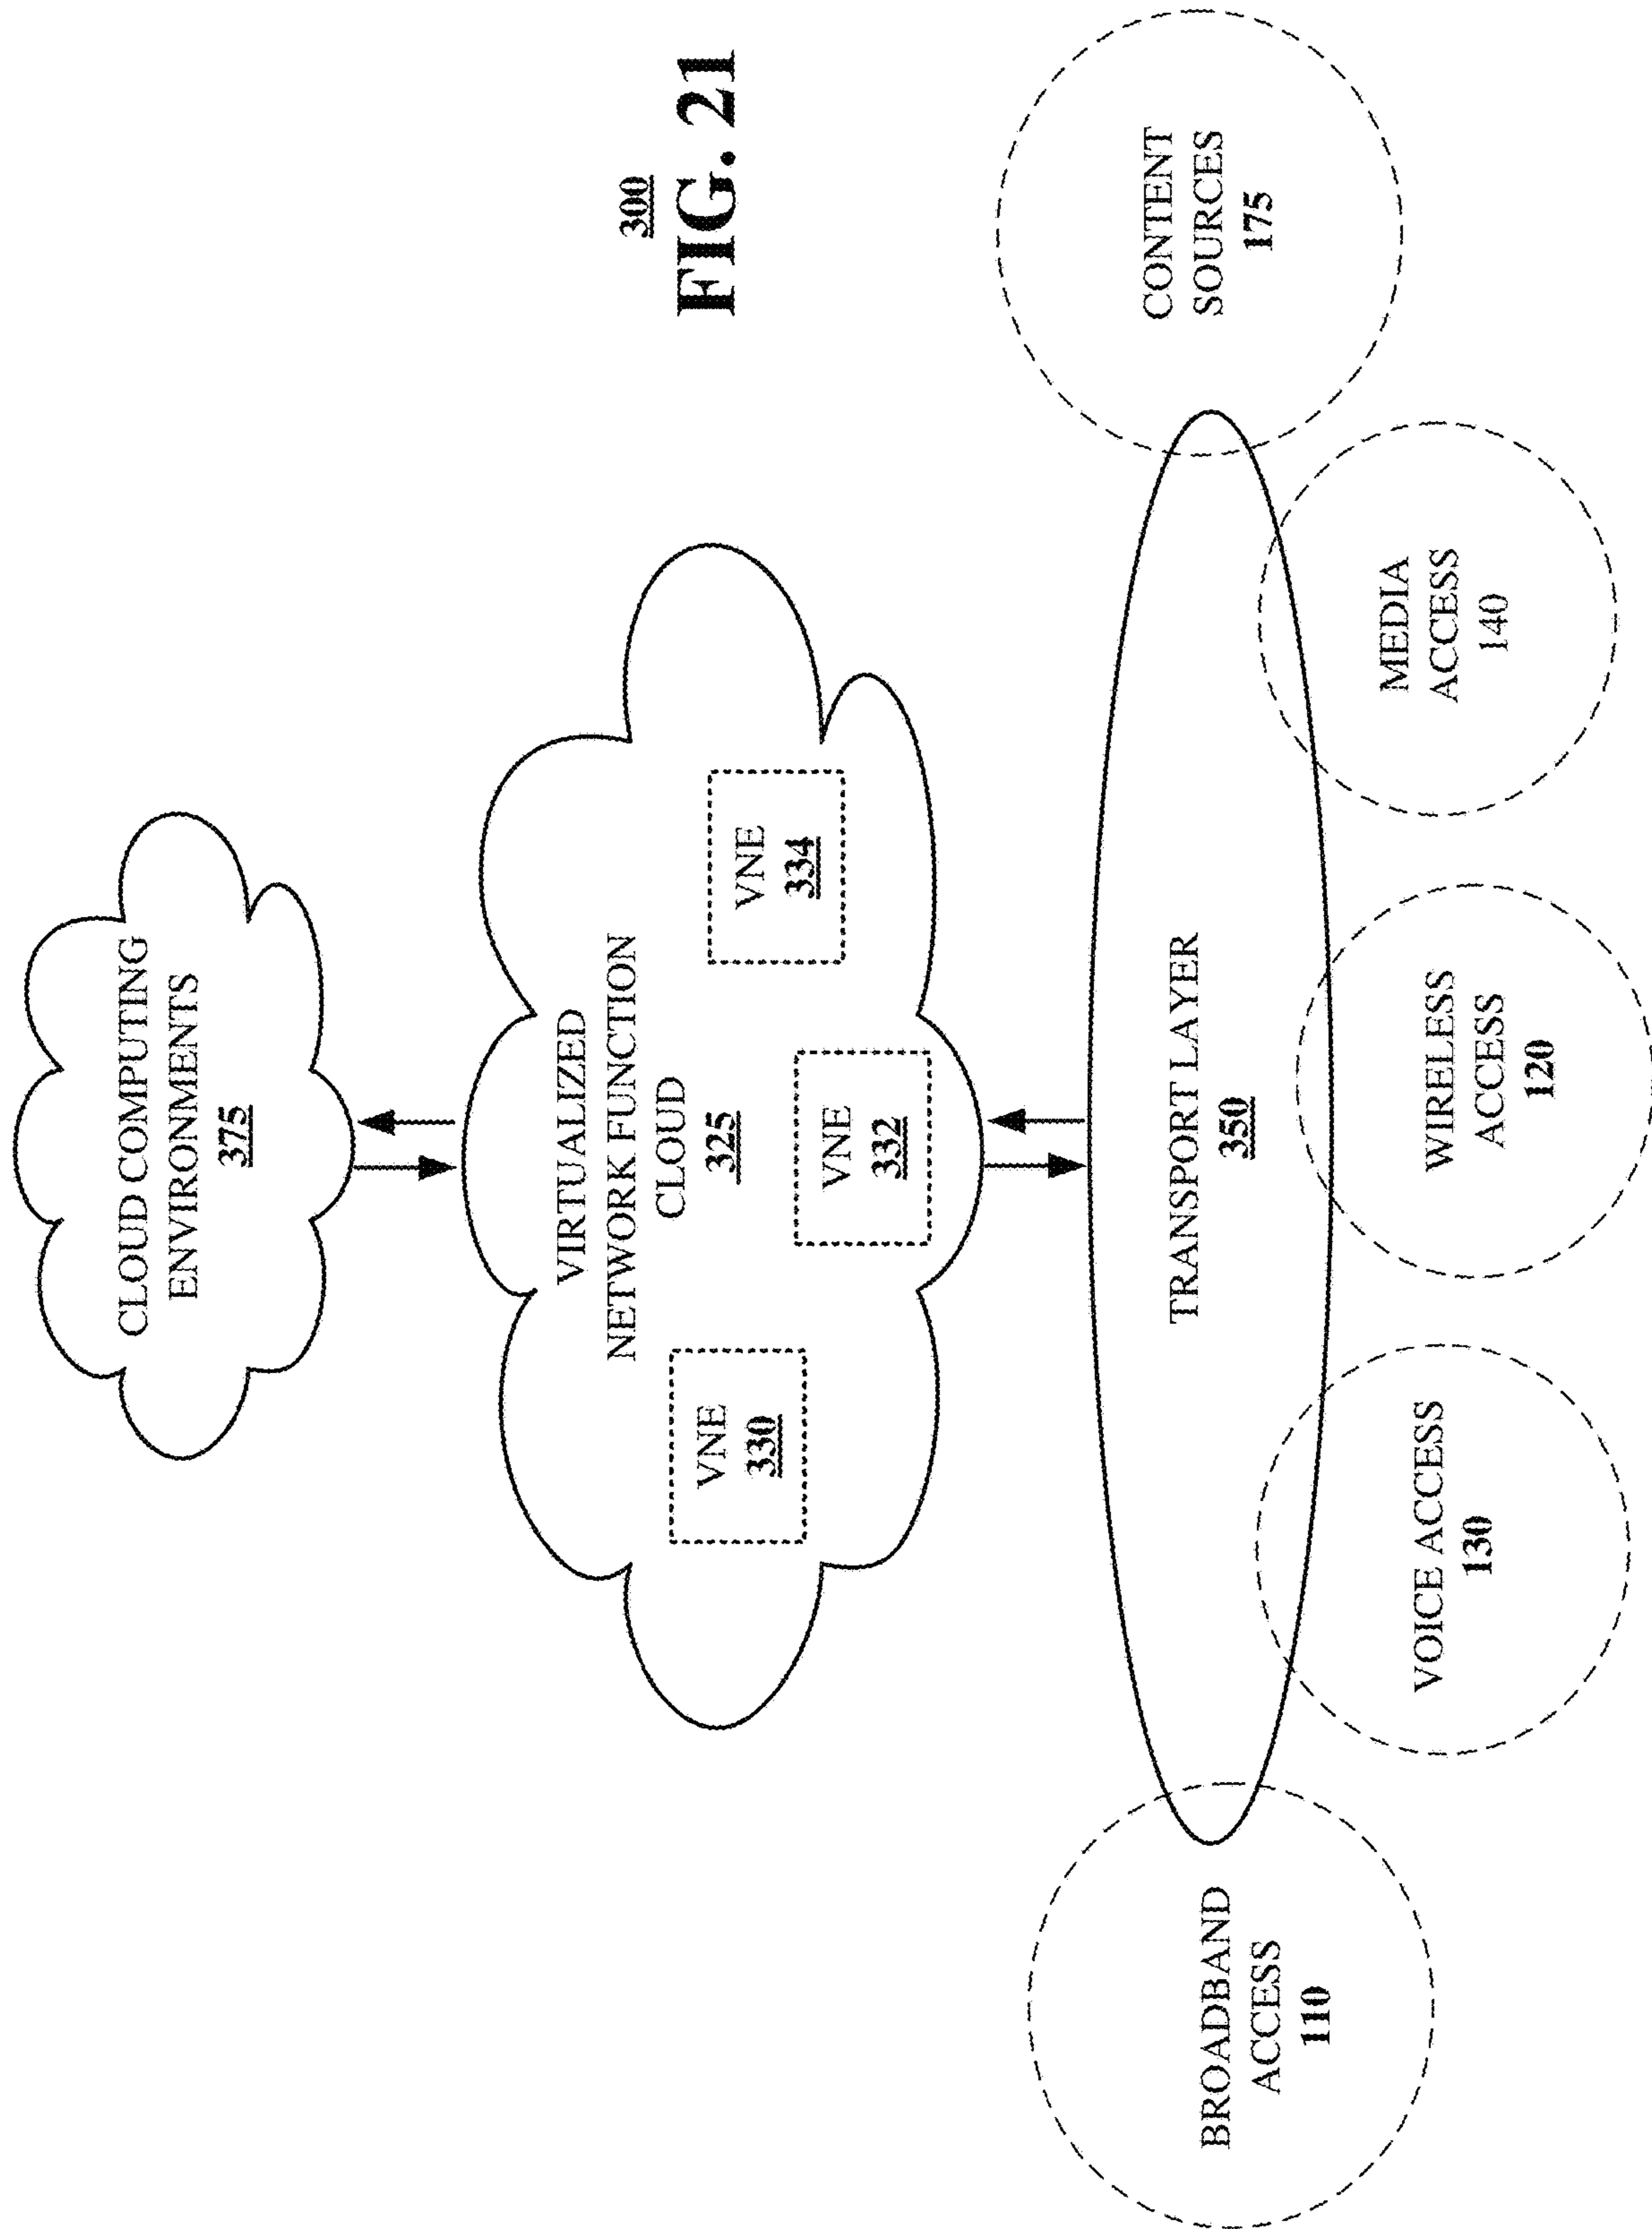 CLOUD COMPUTING
ENVIRONMENTS
375
VIRTUALIZED
NETWORK FUNCTION
CLOUD
325
VNE
330
VNE
332
VNE
334
300
FIG. 21
TRANSPORT LAYER
350
BROADBAND
ACCESS
110
VOICE ACCESS
130
WIRELESS
ACCESS
120
MEDIA
ACCESS
140
CONTENT
SOURCES
175